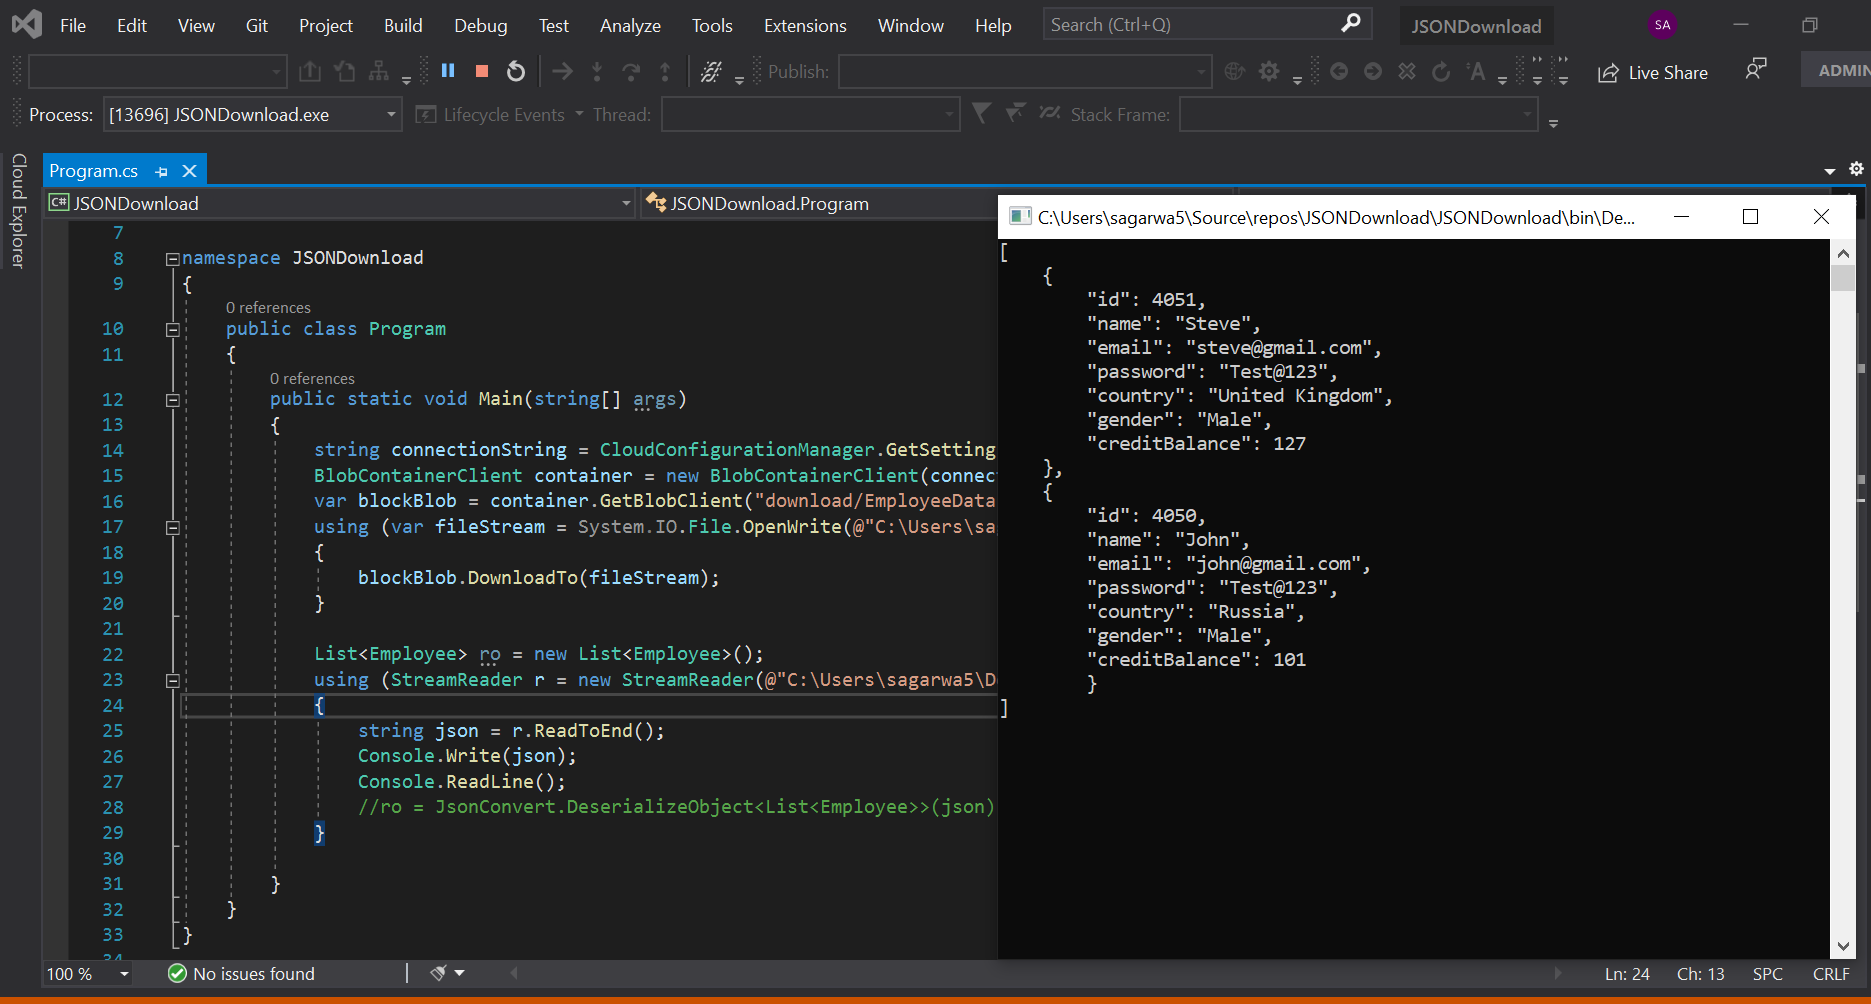 File Edit View Git Project Build Debug Test Analyze Tools Extensions Window Help Search (Ctrl+Q) JSONDownload SA
Publish: Live Share ADMIN
Process: [13696] JSONDownload.exe Lifecycle Events Thread: Stack Frame:
Cloud Explorer
Program.cs
C# JSONDownload JSONDownload.Program
7
8 namespace JSONDownload
9 {
0 references
10 public class Program
11 {
0 references
12 public static void Main(string[] args)
13 {
14 string connectionString = CloudConfigurationManager.GetSetting
15 BlobContainerClient container = new BlobContainerClient(connec
16 var blockBlob = container.GetBlobClient("download/EmployeeData
17 using (var fileStream = System.IO.File.OpenWrite(@"C:\Users\sa
18 {
19 blockBlob.DownloadTo(fileStream);
20 }
21
22 List<Employee> ro = new List<Employee>();
23 using (StreamReader r = new StreamReader(@"C:\Users\sagarwa5\D
24 {
25 string json = r.ReadToEnd();
26 Console.Write(json);
27 Console.ReadLine();
28 //ro = JsonConvert.DeserializeObject<List<Employee>>(json)
29 }
30
31 }
32 }
33 }
34
C:\Users\sagarwa5\Source\repos\JSONDownload\JSONDownload\bin\De...
[
{
"id": 4051,
"name": "Steve",
"email": "steve@gmail.com",
"password": "Test@123",
"country": "United Kingdom",
"gender": "Male",
"creditBalance": 127
},
{
"id": 4050,
"name": "John",
"email": "john@gmail.com",
"password": "Test@123",
"country": "Russia",
"gender": "Male",
"creditBalance": 101
}
]
100 % No issues found Ln: 24 Ch: 13 SPC CRLF